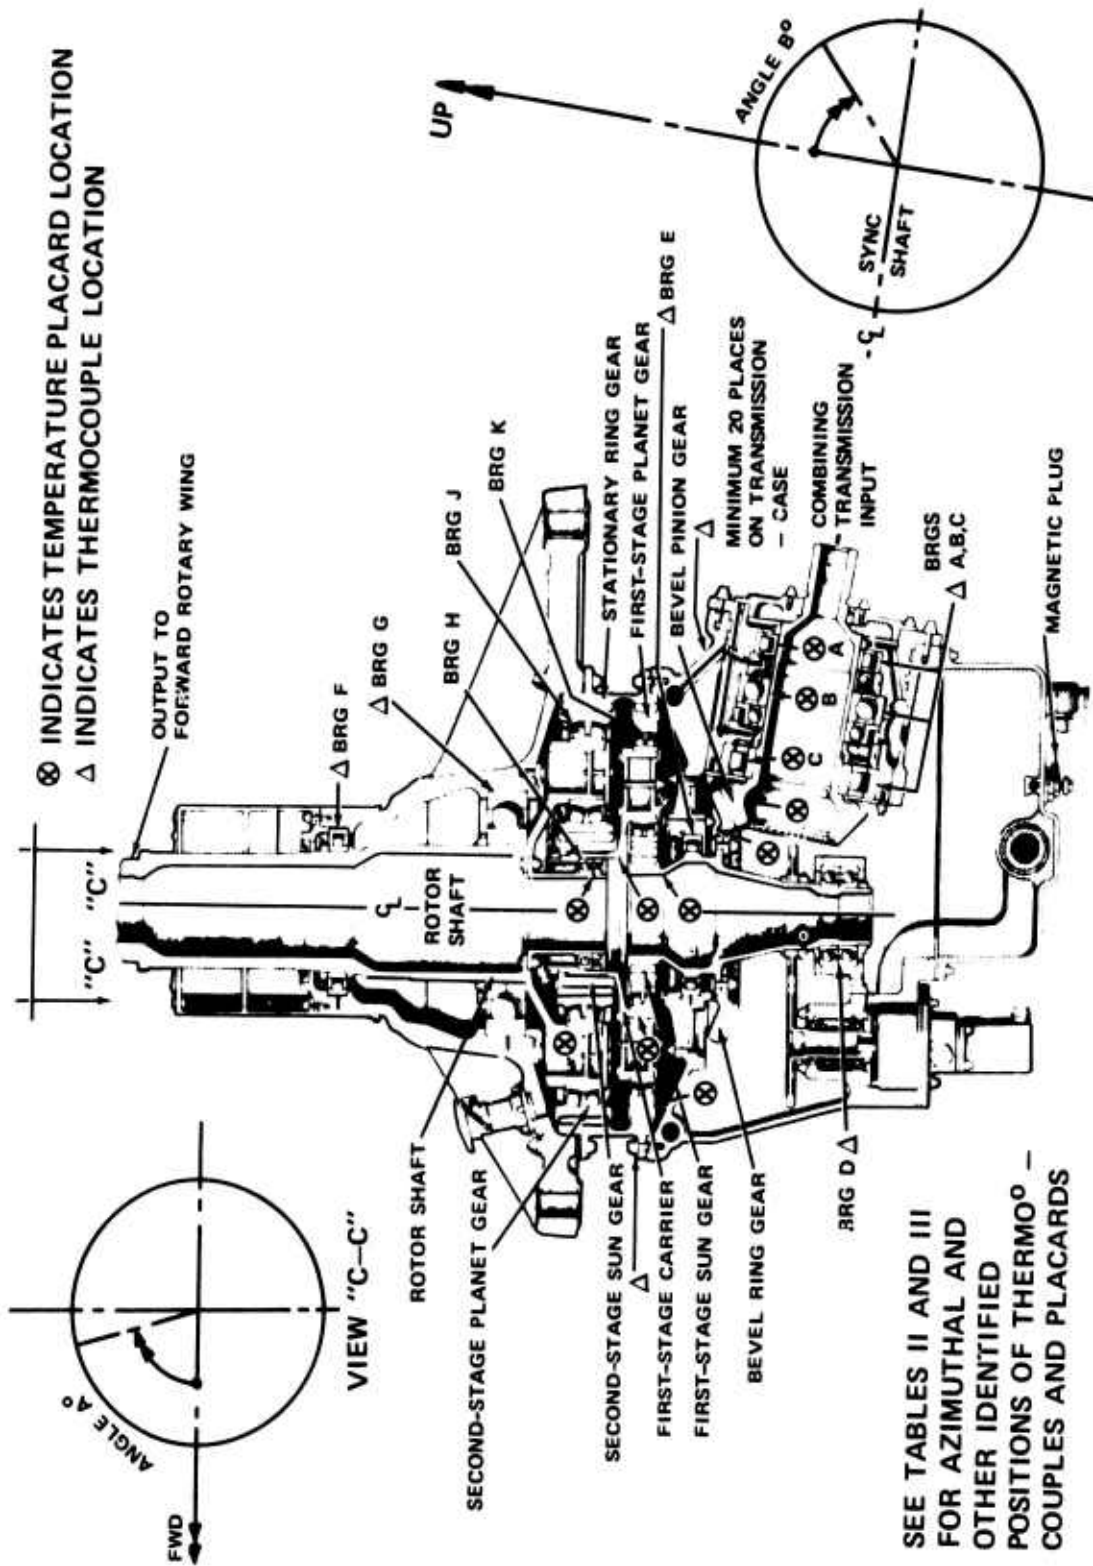 ⊗ INDICATES TEMPERATURE PLACARD LOCATION
Δ INDICATES THERMOCOUPLE LOCATION
FWD
ANGLE A°
VIEW "C–C"
"C"
"C"
OUTPUT TO
FORWARD ROTARY WING
Δ BRG F
Δ BRG G
BRG H
BRG J
BRG K
STATIONARY RING GEAR
FIRST-STAGE PLANET GEAR
Δ BRG E
BEVEL PINION GEAR
Δ
MINIMUM 20 PLACES
ON TRANSMISSION
– CASE
COMBINING
- TRANSMISSION
INPUT
BRGS
Δ A,B,C
MAGNETIC PLUG
℄
ROTOR
SHAFT
⊗ A
⊗ B
⊗ C
ROTOR SHAFT
SECOND-STAGE PLANET GEAR
SECOND-STAGE SUN GEAR
Δ
FIRST-STAGE CARRIER
FIRST-STAGE SUN GEAR
BEVEL RING GEAR
BRG D Δ
UP
ANGLE B°
℄
SYNC
SHAFT
SEE TABLES II AND III
FOR AZIMUTHAL AND
OTHER IDENTIFIED
POSITIONS OF THERMO° –
COUPLES AND PLACARDS